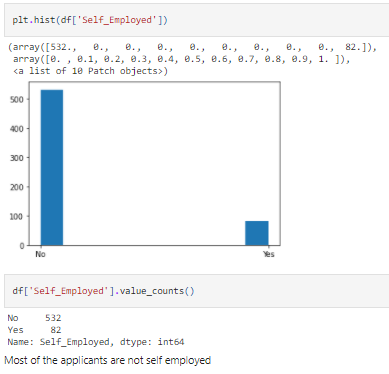 plt.hist(df['Self_Employed'])
(array([532.,   0.,   0.,   0.,   0.,   0.,   0.,   0.,   0.,  82.]),
array([0. , 0.1, 0.2, 0.3, 0.4, 0.5, 0.6, 0.7, 0.8, 0.9, 1. ]),
<a list of 10 Patch objects>)
500
400
300
200
100
0
No Yes
df['Self_Employed'].value_counts()
No     532
Yes     82
Name: Self_Employed, dtype: int64
Most of the applicants are not self employed